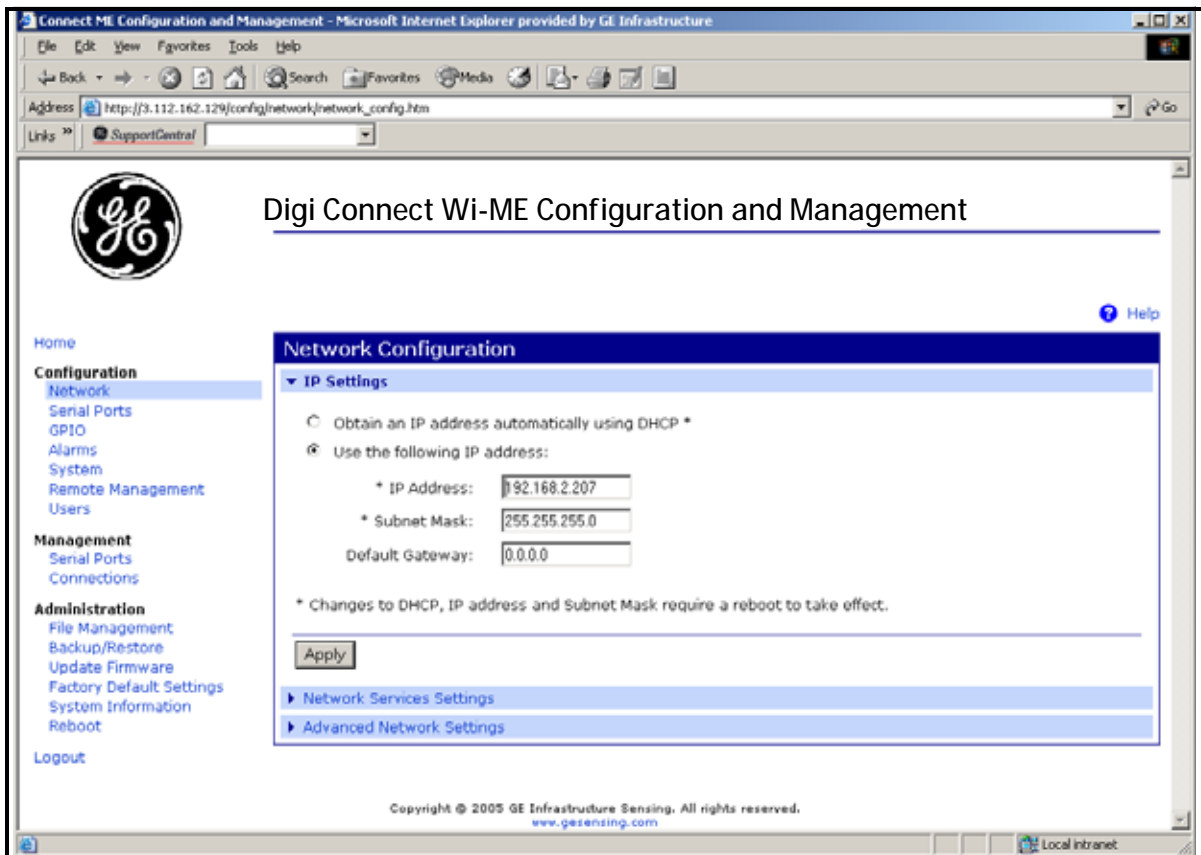 Connect ME Configuration and Management - Microsoft Internet Explorer provided by GE Infrastructure
File Edit View Favorites Tools Help
Back Search Favorites Media
Address http://3.112.162.129/config/network/network_config.htm Go
Links » SupportCentral
GE
Digi Connect Wi-ME Configuration and Management
? Help
Home
Configuration
Network
Serial Ports
GPIO
Alarms
System
Remote Management
Users
Management
Serial Ports
Connections
Administration
File Management
Backup/Restore
Update Firmware
Factory Default Settings
System Information
Reboot
Logout
Network Configuration
IP Settings
Obtain an IP address automatically using DHCP *
Use the following IP address:
* IP Address: 192.168.2.207
* Subnet Mask: 255.255.255.0
Default Gateway: 0.0.0.0
* Changes to DHCP, IP address and Subnet Mask require a reboot to take effect.
Apply
Network Services Settings
Advanced Network Settings
Copyright © 2005 GE Infrastructure Sensing. All rights reserved.
www.gesensing.com
Local intranet